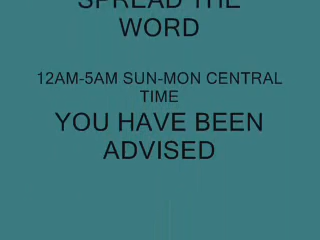 SPREAD THE
WORD
12AM-5AM SUN-MON CENTRAL
TIME
YOU HAVE BEEN
ADVISED